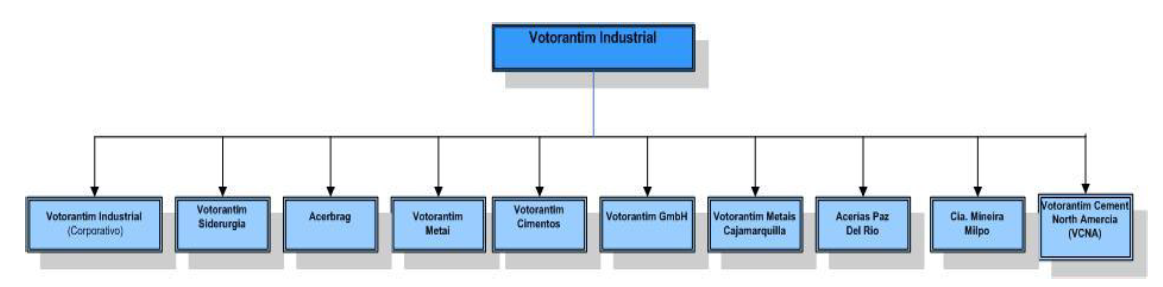 Votorantim Industrial
Votorantim Industrial
(Corporativo)
Votorantim
Siderurgia
Acerbrag
Votorantim
Metai
Votorantim
Cimentos
Votorantim GmbH
Votorantim Metais
Cajamarquilla
Acerias Paz
Del Rio
Cia. Mineira
Milpo
Votorantim Cement
North Amercia
(VCNA)